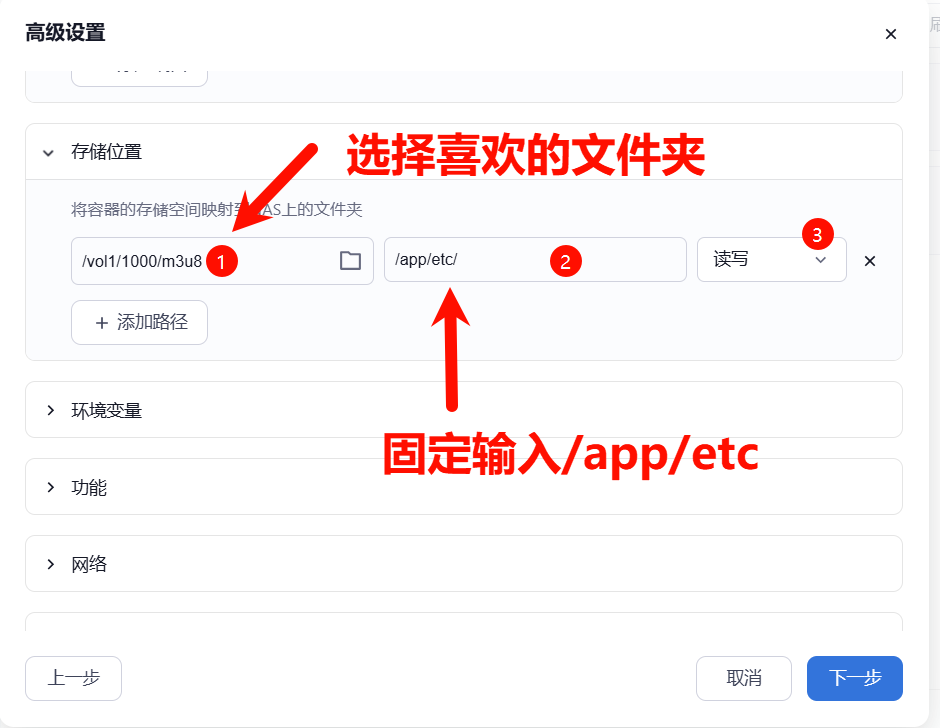 高级设置
存储位置
选择喜欢的文件夹
将容器的存储空间映射到NAS上的文件夹
/vol1/1000/m3u8
1
/app/etc/
2
读写
3
添加路径
环境变量
固定输入/app/etc
功能
网络
上一步
取消
下一步